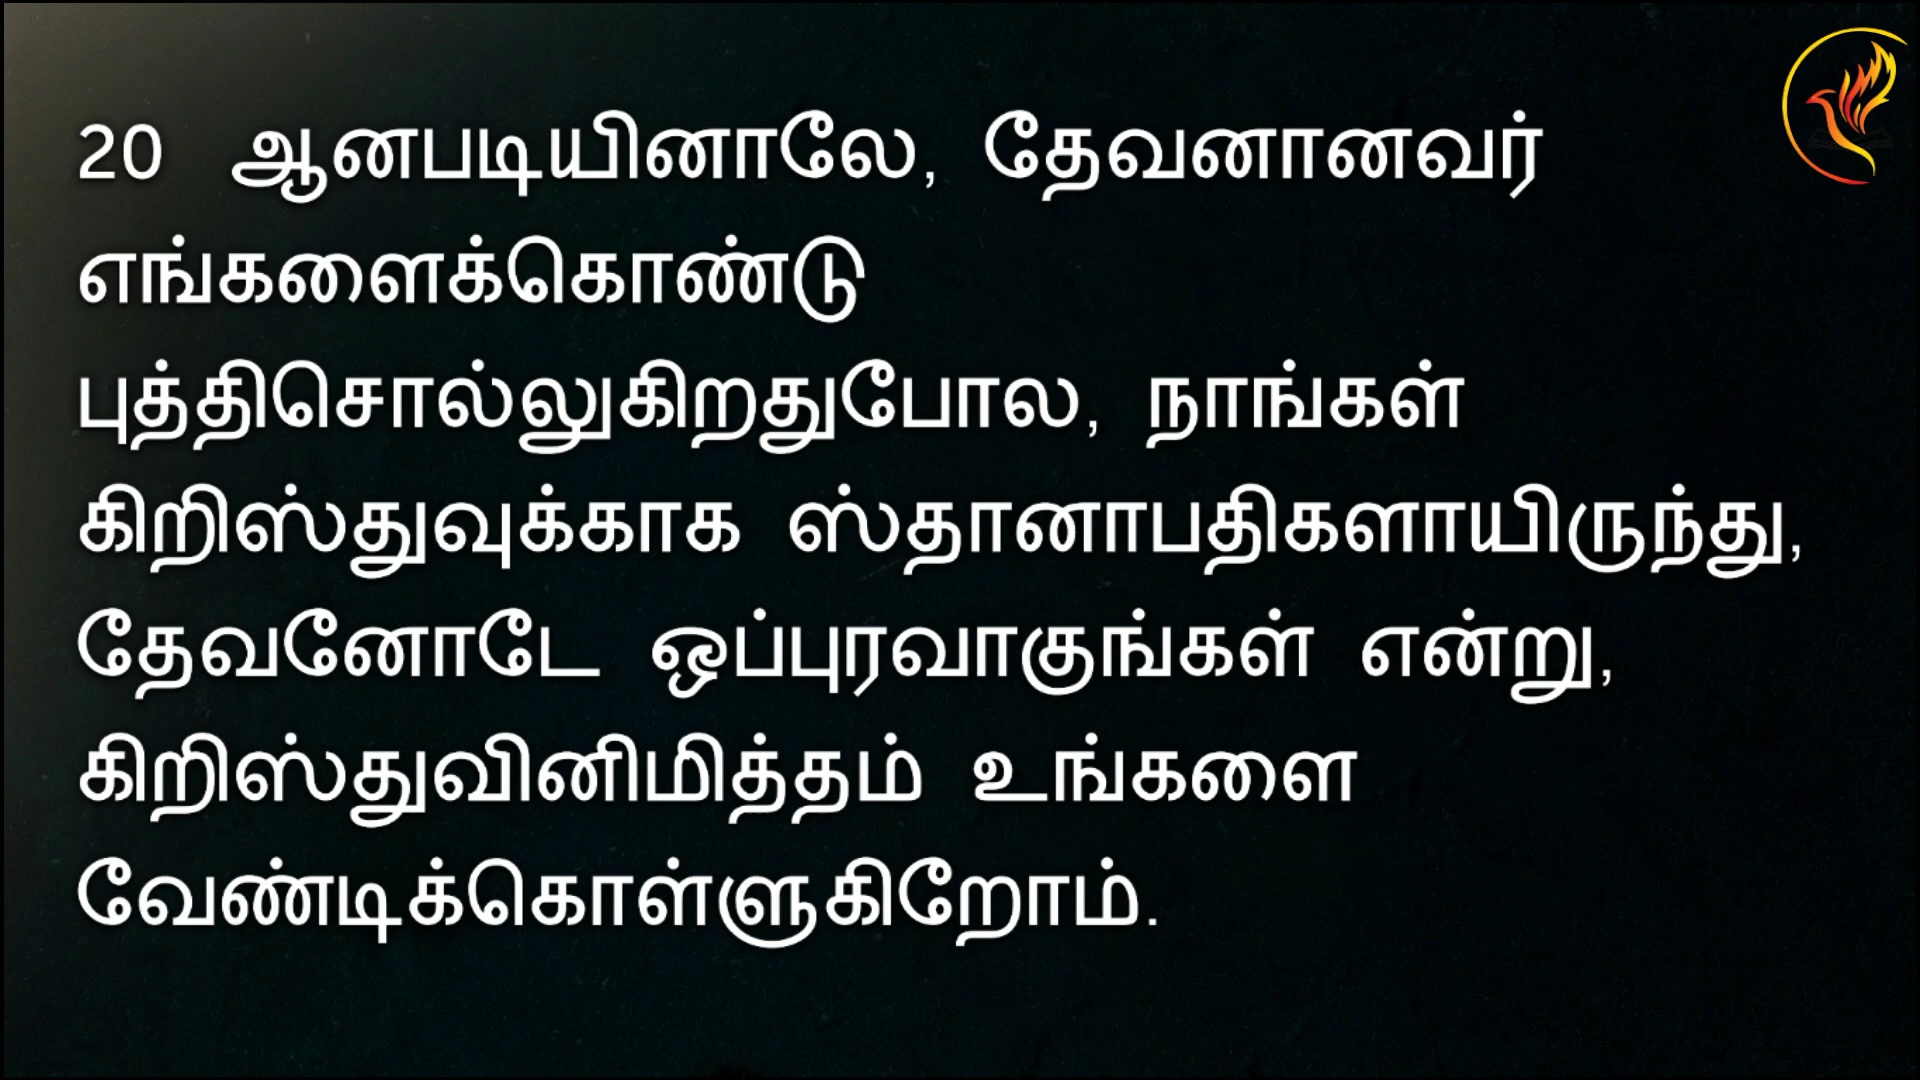 20 ஆனபடியினாலே, தேவனானவர்
எங்களைக்கொண்டு
புத்திசொல்லுகிறதுபோல, நாங்கள்
கிறிஸ்துவுக்காக ஸ்தானாபதிகளாயிருந்து,
தேவனோடே ஒப்புரவாகுங்கள் என்று,
கிறிஸ்துவினிமித்தம் உங்களை
வேண்டிக்கொள்ளுகிறோம்.